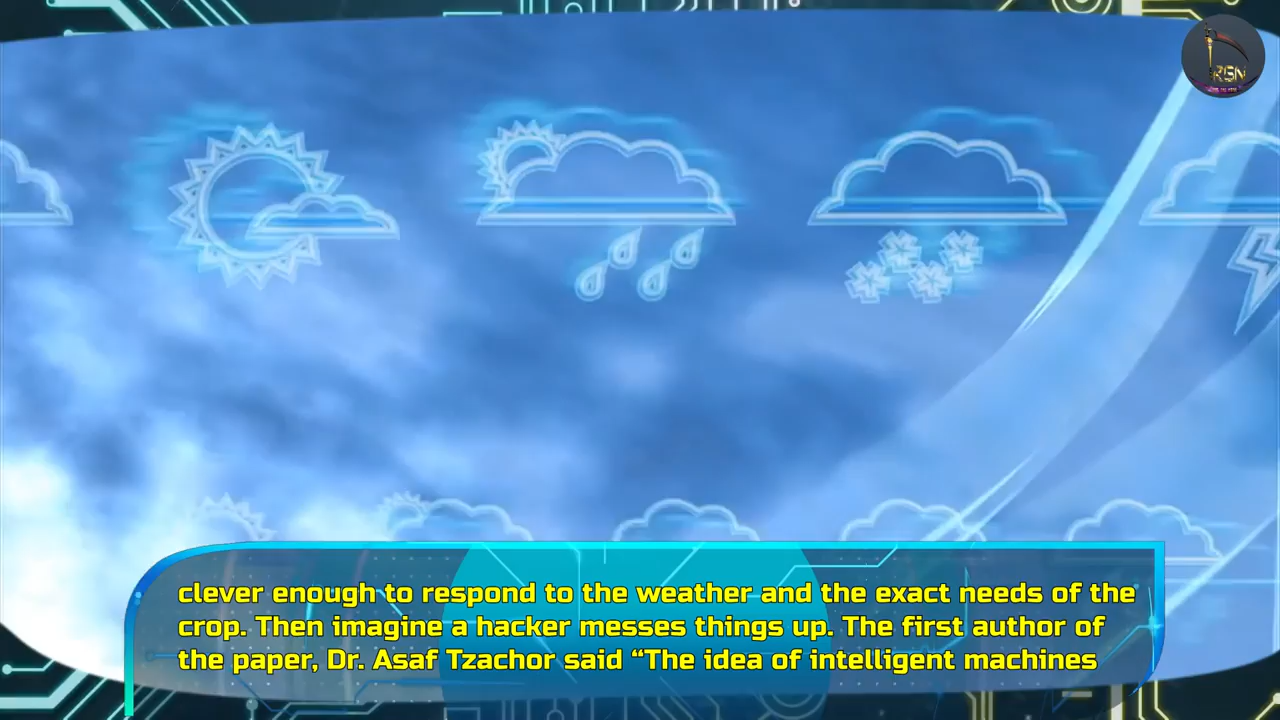 RSN
clever enough to respond to the weather and the exact needs of the
crop. Then imagine a hacker messes things up. The first author of
the paper, Dr. Asaf Tzachor said “The idea of intelligent machines